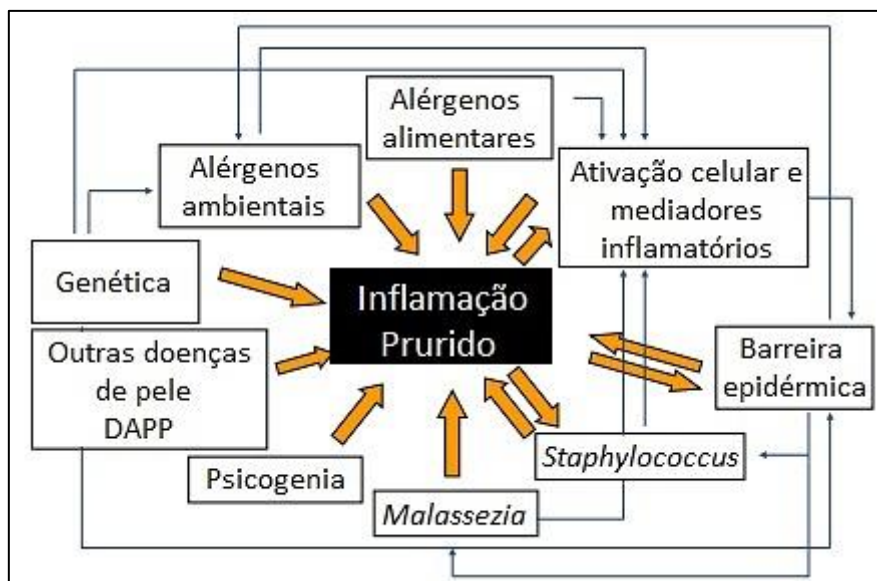 Alérgenos
alimentares
Alérgenos
ambientais
Ativação celular e
mediadores
inflamatórios
Genética
Inflamação
Prurido
Outras doenças
de pele
DAPP
Barreira
epidérmica
Psicogenia
Staphylococcus
Malassezia